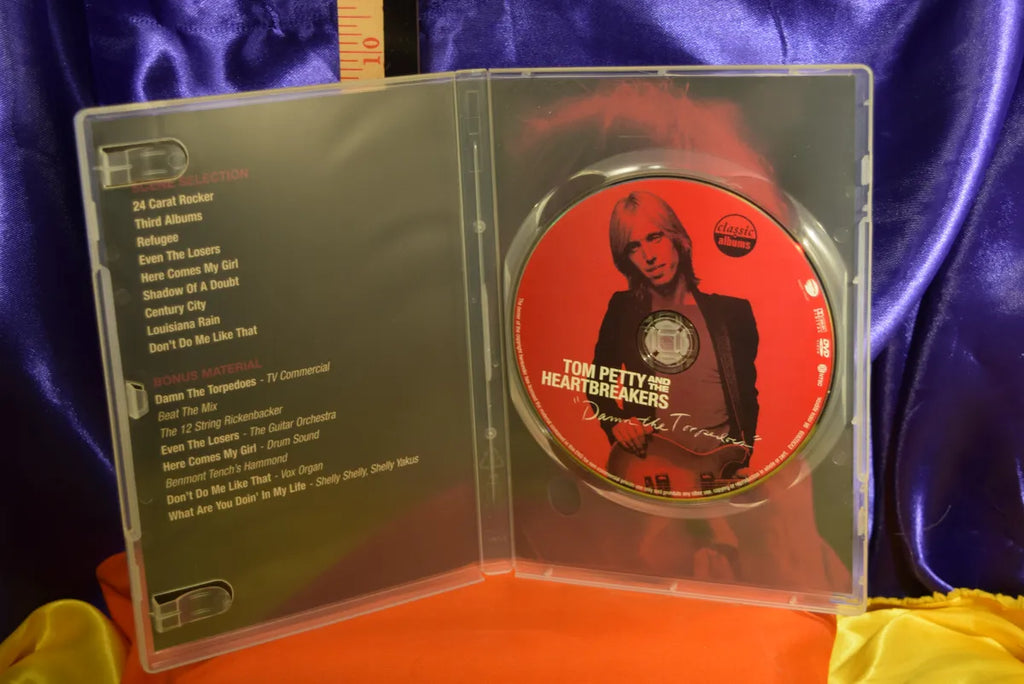 10
SCENE SELECTION
24 Carat Rocker
Third Albums
Refugee
Even The Losers
Here Comes My Girl
Shadow Of A Doubt
Century City
Louisiana Rain
Don't Do Me Like That
BONUS MATERIAL
Damn The Torpedoes - TV Commercial
Beat The Mix
The 12 String Rickenbacker
Even The Losers - The Guitar Orchestra
Here Comes My Girl - Drum Sound
Benmont Tench's Hammond
Don't Do Me Like That - Vox Organ
What Are You Doin' In My Life - Shelly Shelly, Shelly Yakus
classic
albums
DVD
TOM PETTY AND THE
HEARTBREAKERS
"Damn the Torpedoes"